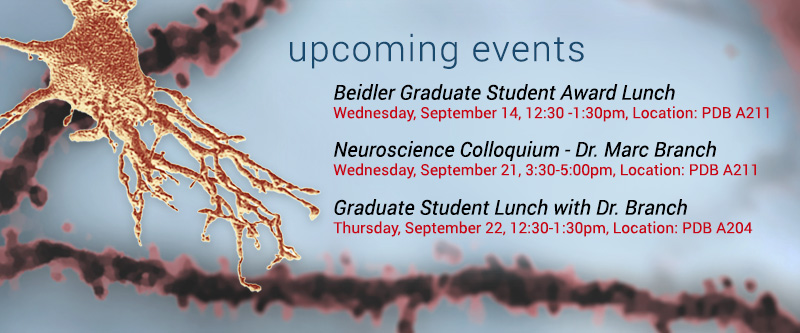 upcoming events
Beidler Graduate Student Award Lunch
Wednesday, September 14, 12:30 -1:30pm, Location: PDB A211
Neuroscience Colloquium - Dr. Marc Branch
Wednesday, September 21, 3:30-5:00pm, Location: PDB A211
Graduate Student Lunch with Dr. Branch
Thursday, September 22, 12:30-1:30pm, Location: PDB A204